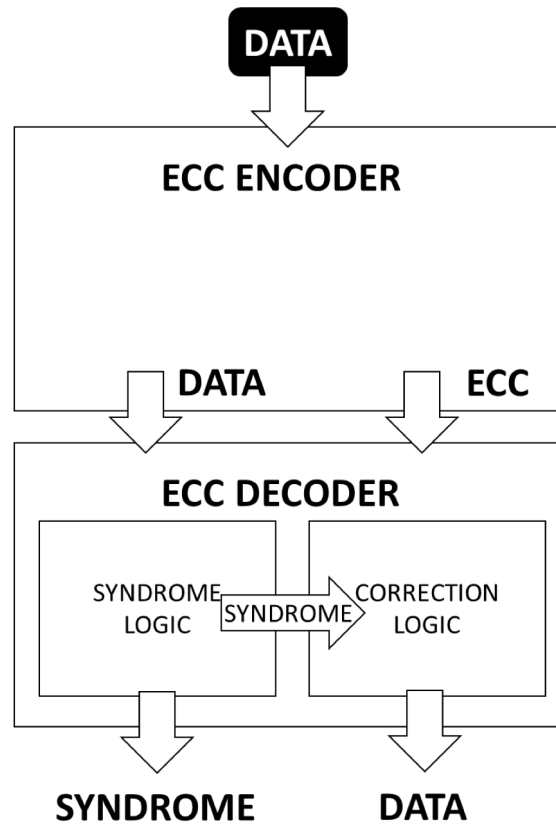 DATA
ECC ENCODER
DATA
ECC
ECC DECODER
SYNDROME
LOGIC
SYNDROME
CORRECTION
LOGIC
SYNDROME
DATA